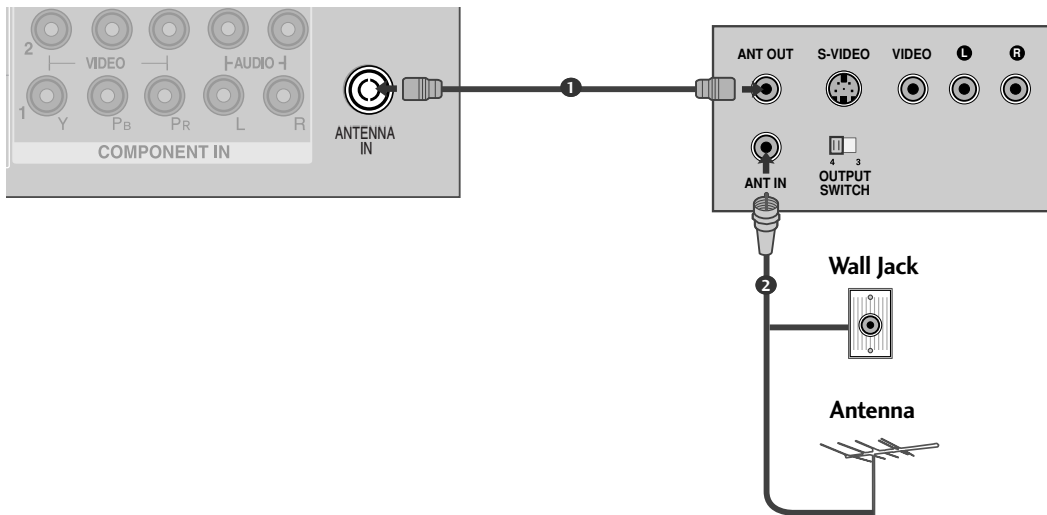 2
VIDEO
AUDIO
1
Y
PB
PR
L
R
COMPONENT IN
ANTENNA
IN
1
ANT OUT
S-VIDEO
VIDEO
L
R
ANT IN
4
3
OUTPUT
SWITCH
2
Wall Jack
Antenna